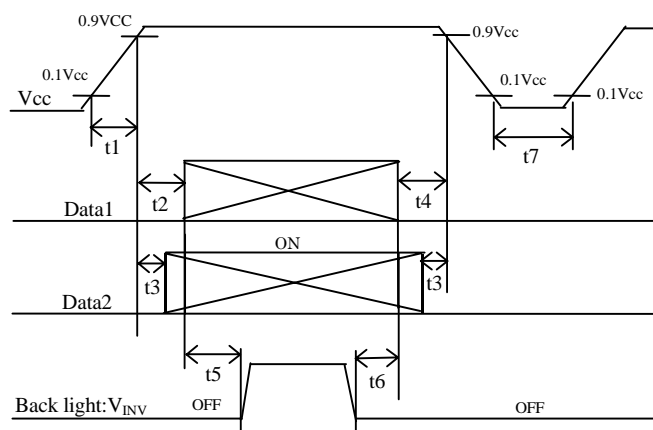 0.9VCC
0.9Vcc
0.1Vcc
0.1Vcc
Vcc
0.1Vcc
t1
t7
t2
t4
Data1
ON
t3
t3
Data2
t5
t6
Back light:VINV
OFF
OFF